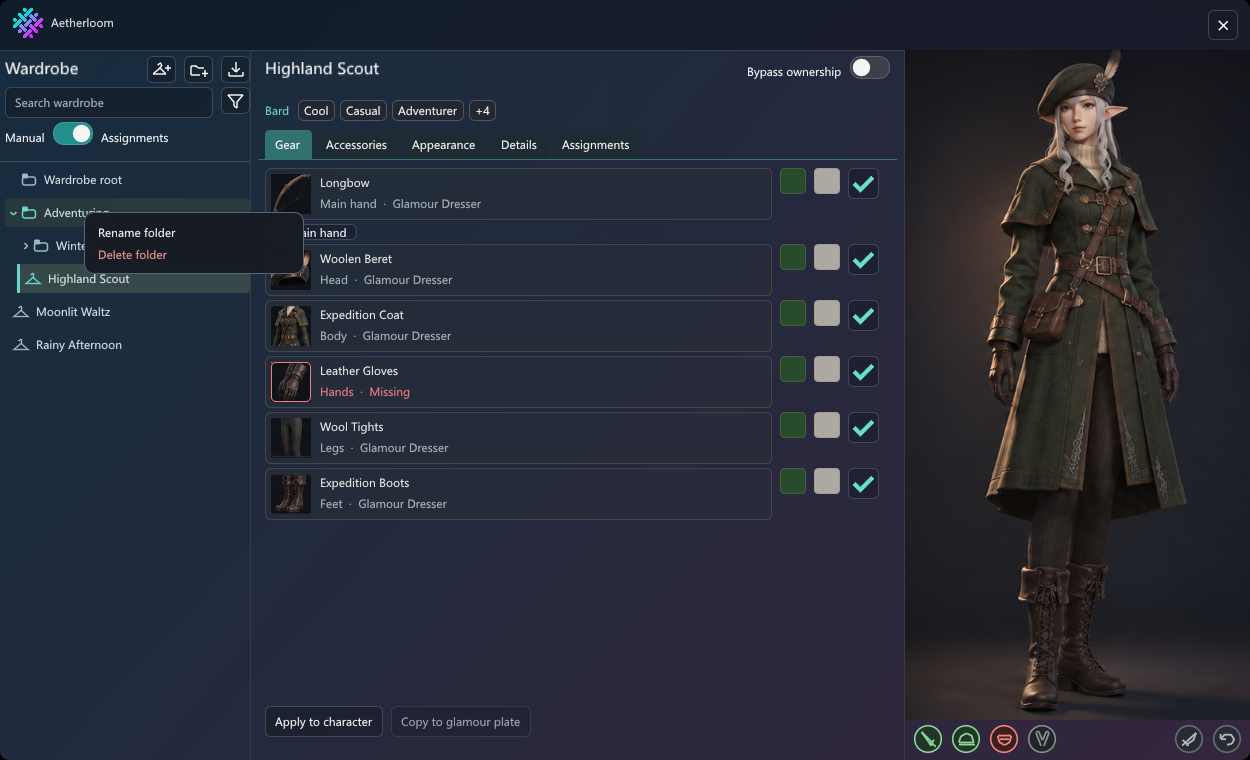 Aetherloom
Wardrobe
Search wardrobe
Manual
Assignments
Wardrobe root
Rename folder
Delete folder
Highland Scout
Moonlit Waltz
Rainy Afternoon
Highland Scout
Bypass ownership
Bard Cool Casual Adventurer +4
Gear Accessories Appearance Details Assignments
Longbow
Main hand · Glamour Dresser
hand
Woolen Beret
Head · Glamour Dresser
Expedition Coat
Body · Glamour Dresser
Leather Gloves
Hands · Missing
Wool Tights
Legs · Glamour Dresser
Expedition Boots
Feet · Glamour Dresser
Apply to character
Copy to glamour plate